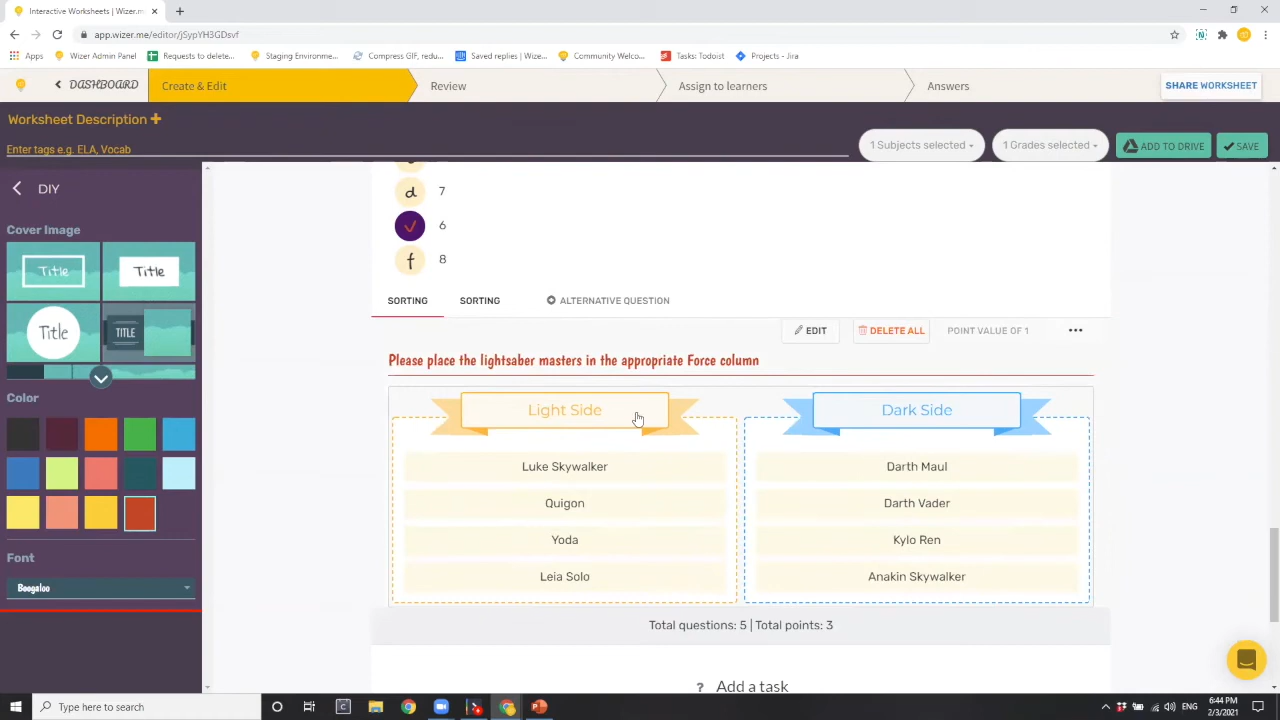 Interactive Worksheets | Wizer.m
app.wizer.me/editor/jSypYH3GDsvf
Apps
Wizer Admin Panel
Requests to delete...
Staging Environme...
Compress GIF, redu...
Saved replies | Wize...
Community Welco...
Tasks: Todoist
Projects - Jira
DASHBOARD
Create & Edit
Review
Assign to learners
Answers
SHARE WORKSHEET
Worksheet Description +
Enter tags e.g. ELA, Vocab
1 Subjects selected
1 Grades selected
ADD TO DRIVE
SAVE
DIY
Cover Image
Title
Title
Title
TITLE
Color
Font
Boogaloo
d 7
6
f 8
SORTING
SORTING
ALTERNATIVE QUESTION
EDIT
DELETE ALL
POINT VALUE OF 1
Please place the lightsaber masters in the appropriate Force column
Light Side
Dark Side
Luke Skywalker
Darth Maul
Quigon
Darth Vader
Yoda
Kylo Ren
Leia Solo
Anakin Skywalker
Total questions: 5 | Total points: 3
? Add a task
Type here to search
ENG
6:44 PM
2/3/2021